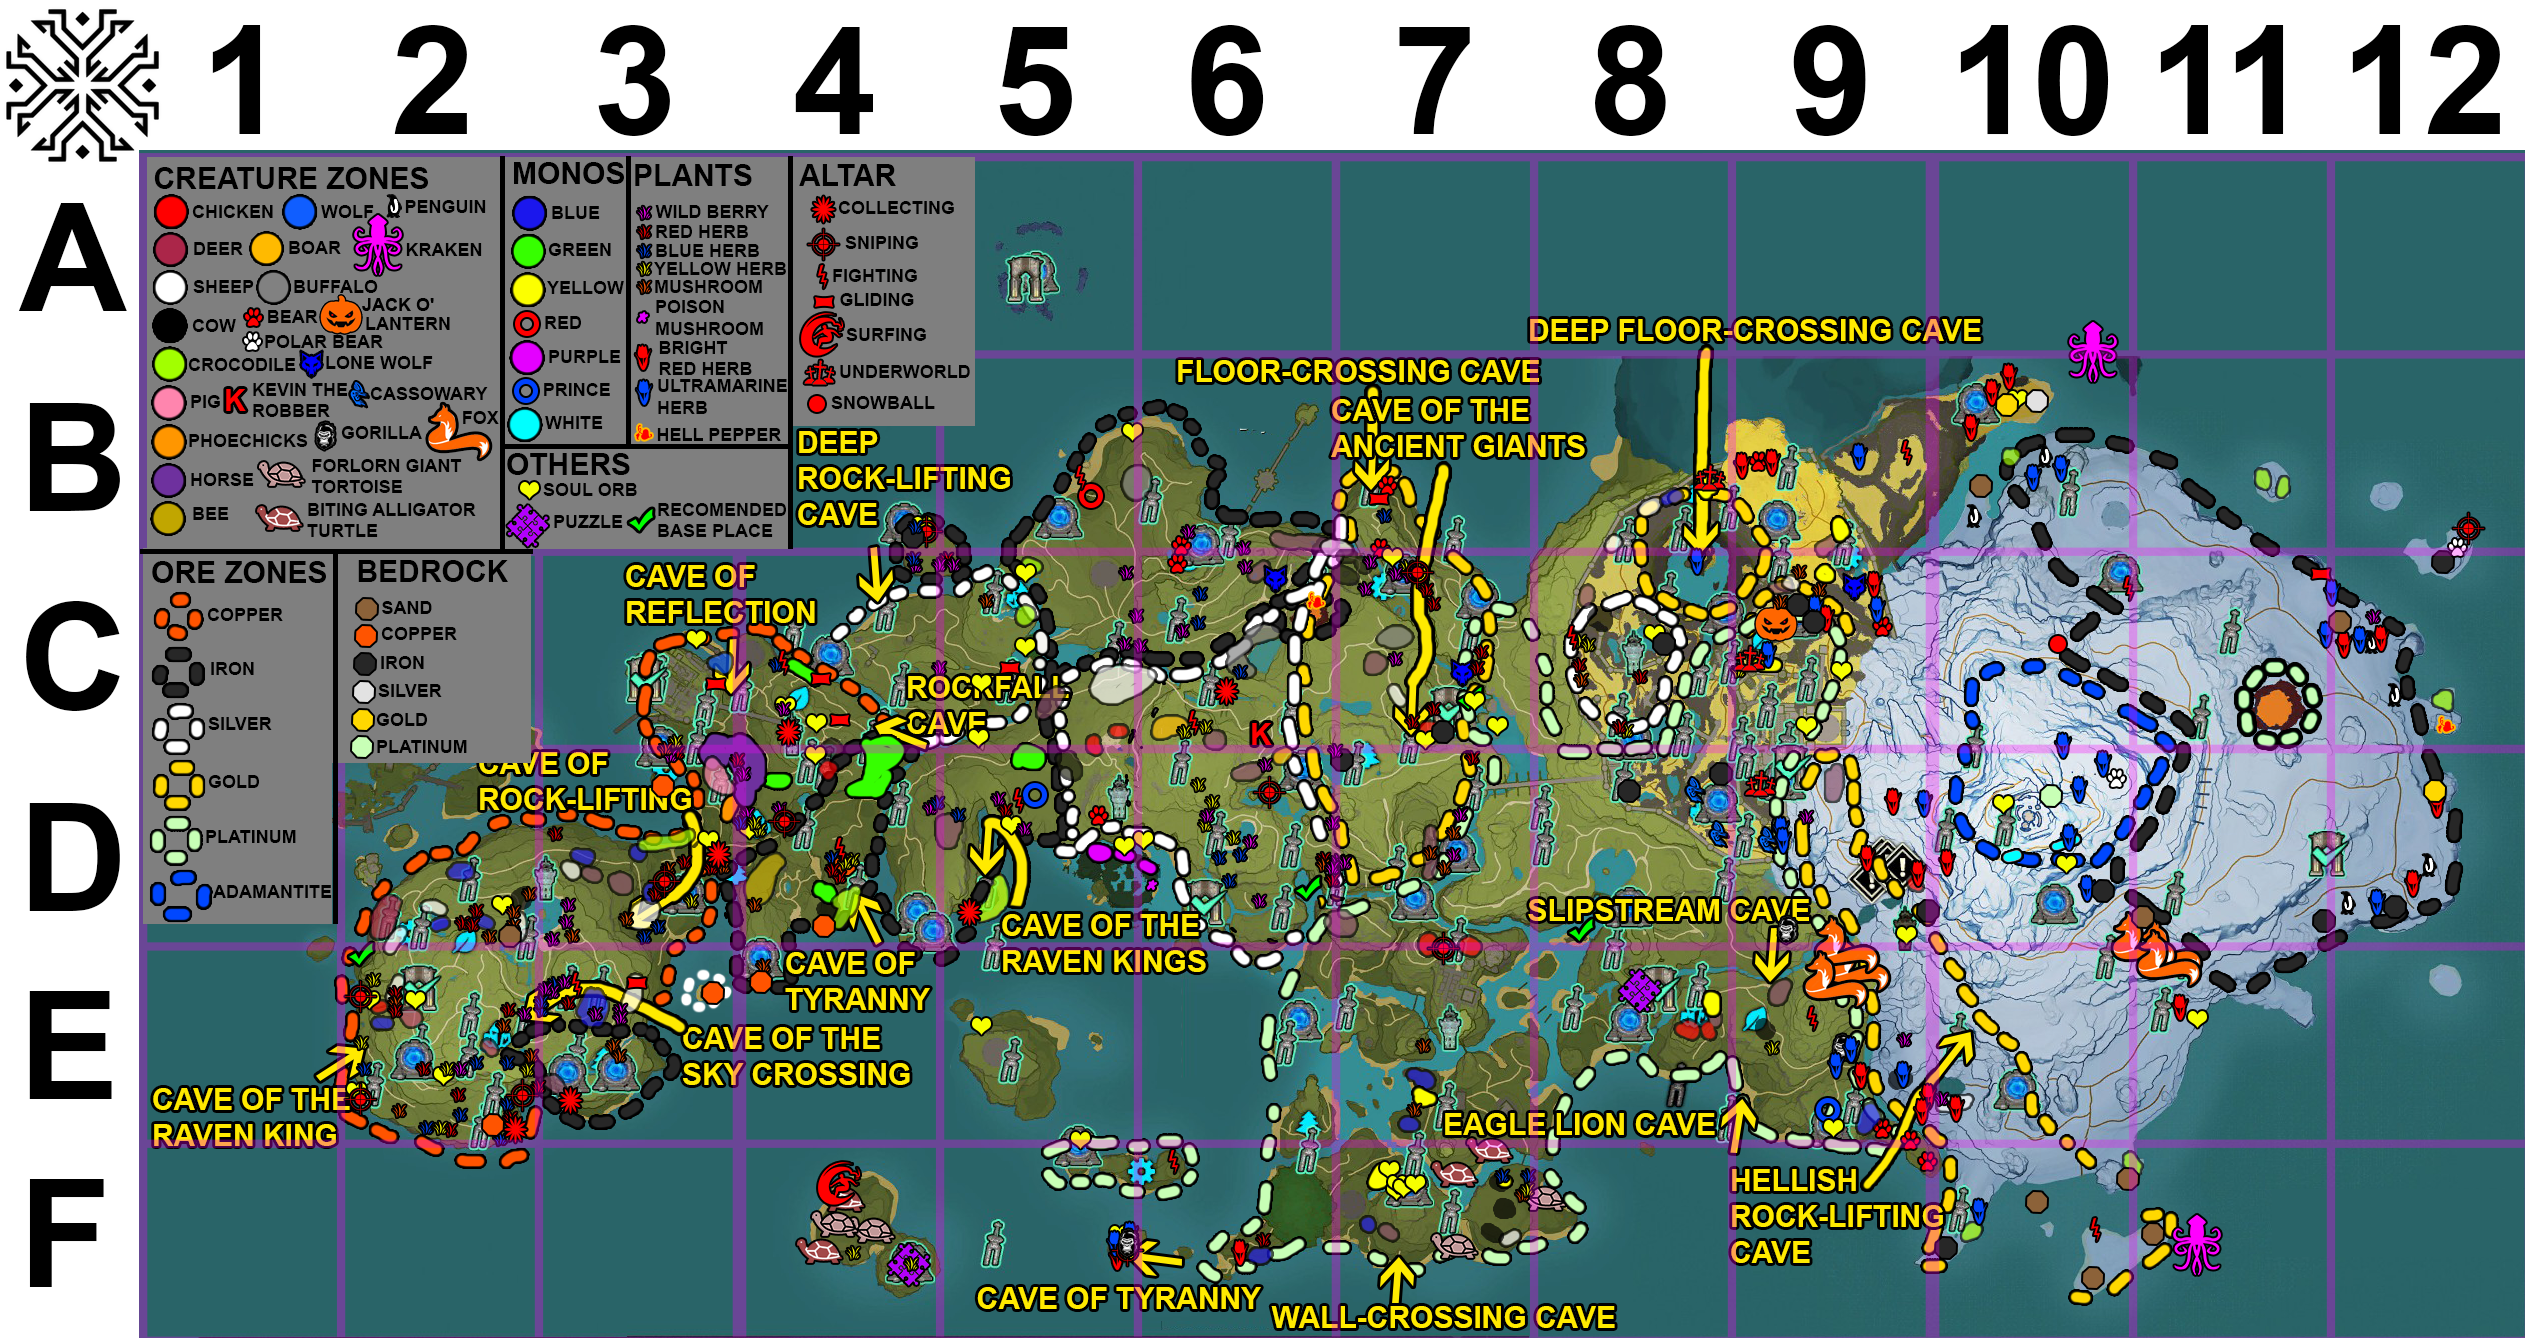 1 2 3 4 5 6 7 8 9 10 11 12
A
B
C
D
E
F
CREATURE ZONES
CHICKEN
WOLF
PENGUIN
DEER
BOAR
KRAKEN
SHEEP
BUFFALO
COW
BEAR
JACK O'
LANTERN
POLAR BEAR
CROCODILE
LONE WOLF
PIG
K
KEVIN THE
ROBBER
CASSOWARY
PHOECHICKS
GORILLA
FOX
HORSE
FORLORN GIANT
TORTOISE
BEE
BITING ALLIGATOR
TURTLE
MONOS
BLUE
GREEN
YELLOW
RED
PURPLE
PRINCE
WHITE
PLANTS
WILD BERRY
RED HERB
BLUE HERB
YELLOW HERB
MUSHROOM
POISON
MUSHROOM
BRIGHT
RED HERB
ULTRAMARINE
HERB
HELL PEPPER
ALTAR
COLLECTING
SNIPING
FIGHTING
GLIDING
SURFING
UNDERWORLD
SNOWBALL
OTHERS
SOUL ORB
PUZZLE
RECOMENDED
BASE PLACE
ORE ZONES
COPPER
IRON
SILVER
GOLD
PLATINUM
ADAMANTITE
BEDROCK
SAND
COPPER
IRON
SILVER
GOLD
PLATINUM
DEEP FLOOR-CROSSING CAVE
FLOOR-CROSSING CAVE
CAVE OF THE
ANCIENT GIANTS
DEEP
ROCK-LIFTING
CAVE
CAVE OF
REFLECTION
ROCKFALL
CAVE
K
CAVE OF
ROCK-LIFTING
SLIPSTREAM CAVE
CAVE OF THE
RAVEN KINGS
CAVE OF
TYRANNY
CAVE OF THE
SKY CROSSING
CAVE OF THE
RAVEN KING
EAGLE LION CAVE
HELLISH
ROCK-LIFTING
CAVE
CAVE OF TYRANNY
WALL-CROSSING CAVE